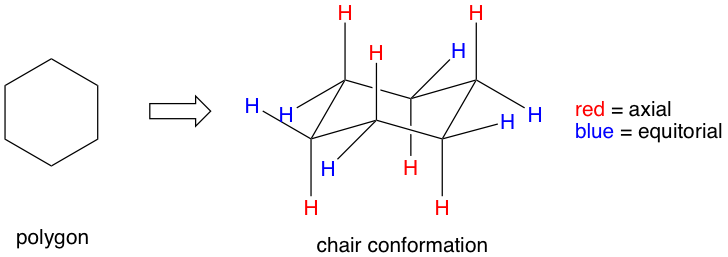 H
H
H
H
H
H
H
H
H
H
H
H
red = axial
blue = equitorial
polygon
chair conformation